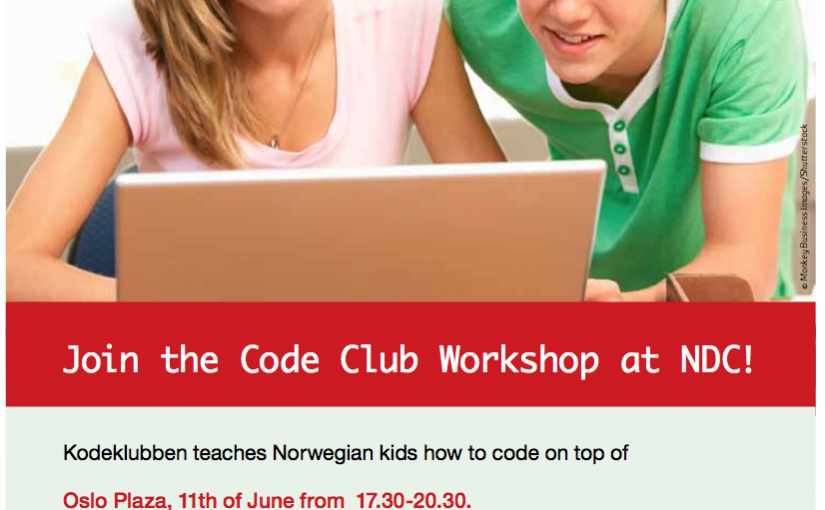 © Monkey Business Images/Shutterstock
Join the Code Club Workshop at NDC!
Kodeklubben teaches Norwegian kids how to code on top of
Oslo Plaza, 11th of June from 17.30-20.30.